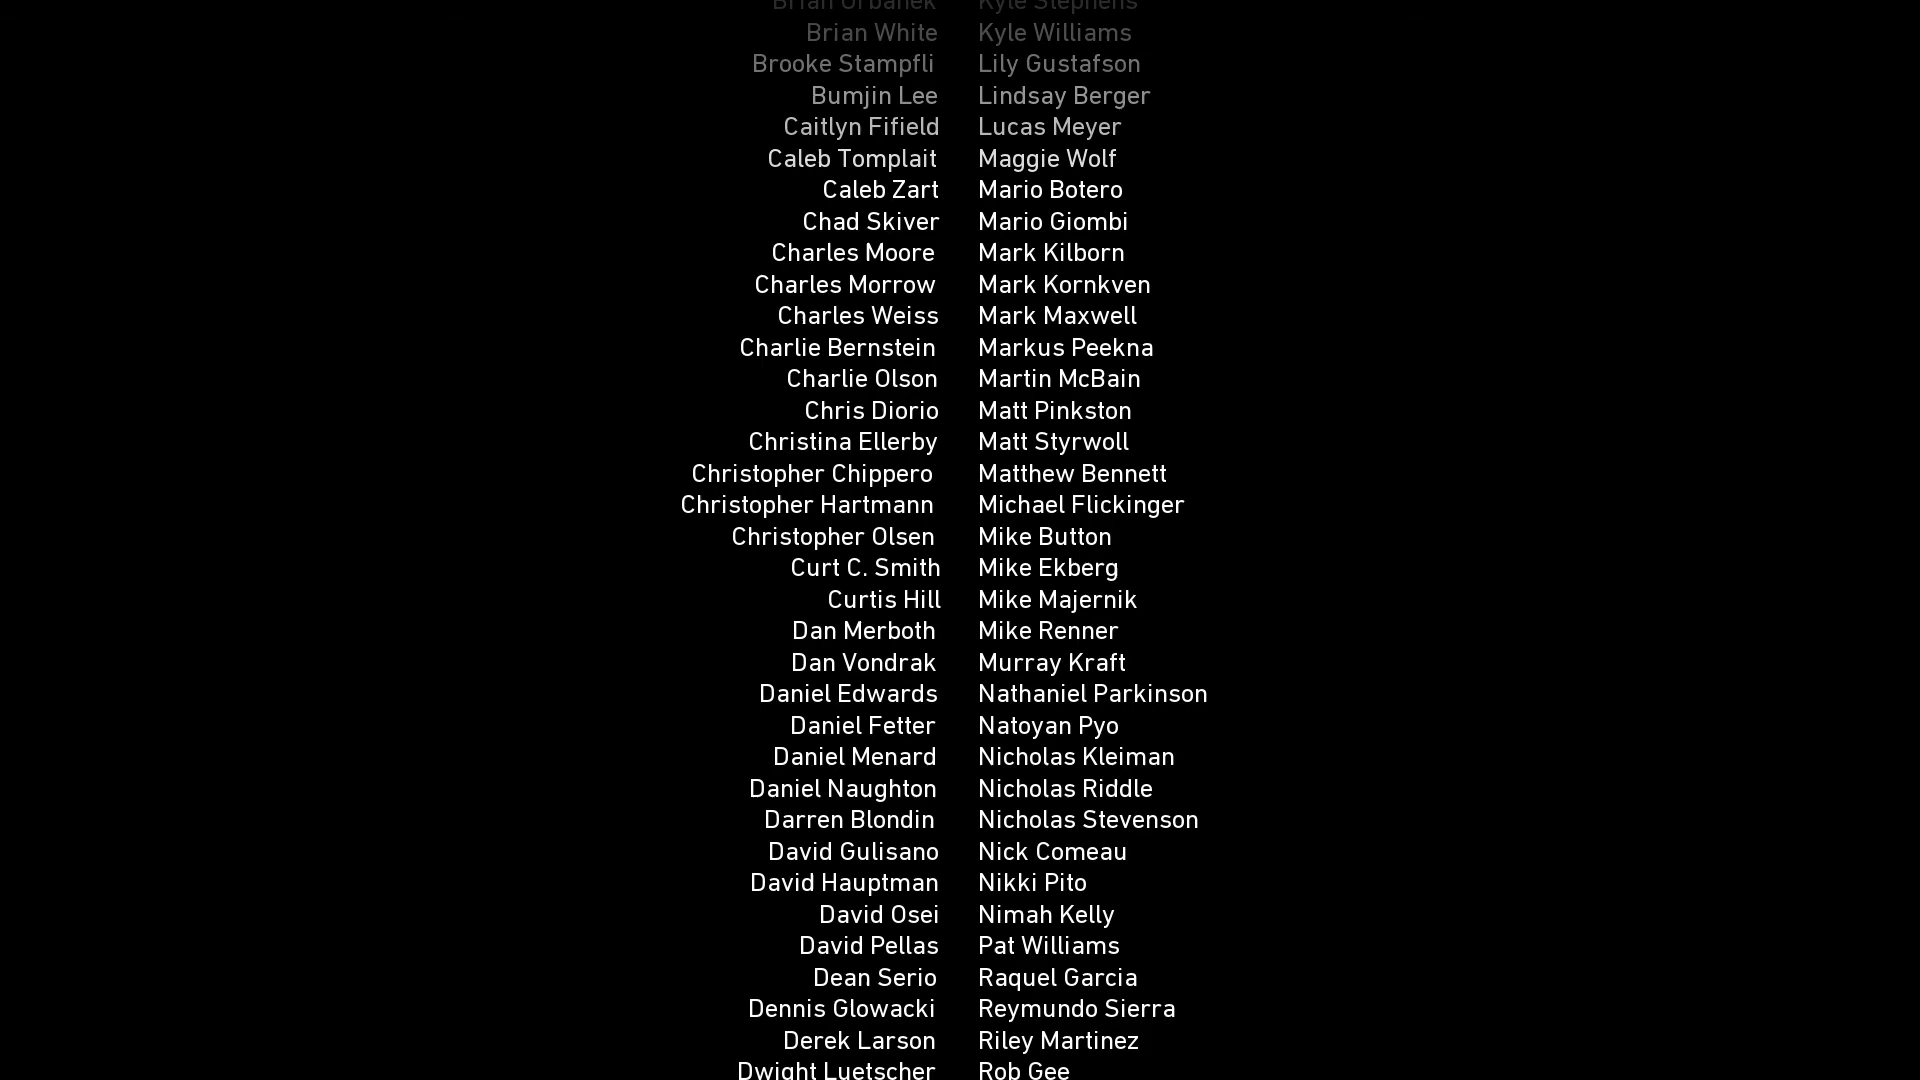 Brian Urbanek Kyle Stephens
Brian White Kyle Williams
Brooke Stampfli Lily Gustafson
Bumjin Lee Lindsay Berger
Caitlyn Fifield Lucas Meyer
Caleb Tomplait Maggie Wolf
Caleb Zart Mario Botero
Chad Skiver Mario Giombi
Charles Moore Mark Kilborn
Charles Morrow Mark Kornkven
Charles Weiss Mark Maxwell
Charlie Bernstein Markus Peekna
Charlie Olson Martin McBain
Chris Diorio Matt Pinkston
Christina Ellerby Matt Styrwoll
Christopher Chippero Matthew Bennett
Christopher Hartmann Michael Flickinger
Christopher Olsen Mike Button
Curt C. Smith Mike Ekberg
Curtis Hill Mike Majernik
Dan Merboth Mike Renner
Dan Vondrak Murray Kraft
Daniel Edwards Nathaniel Parkinson
Daniel Fetter Natoyan Pyo
Daniel Menard Nicholas Kleiman
Daniel Naughton Nicholas Riddle
Darren Blondin Nicholas Stevenson
David Gulisano Nick Comeau
David Hauptman Nikki Pito
David Osei Nimah Kelly
David Pellas Pat Williams
Dean Serio Raquel Garcia
Dennis Glowacki Reymundo Sierra
Derek Larson Riley Martinez
Dwight Luetscher Rob Gee